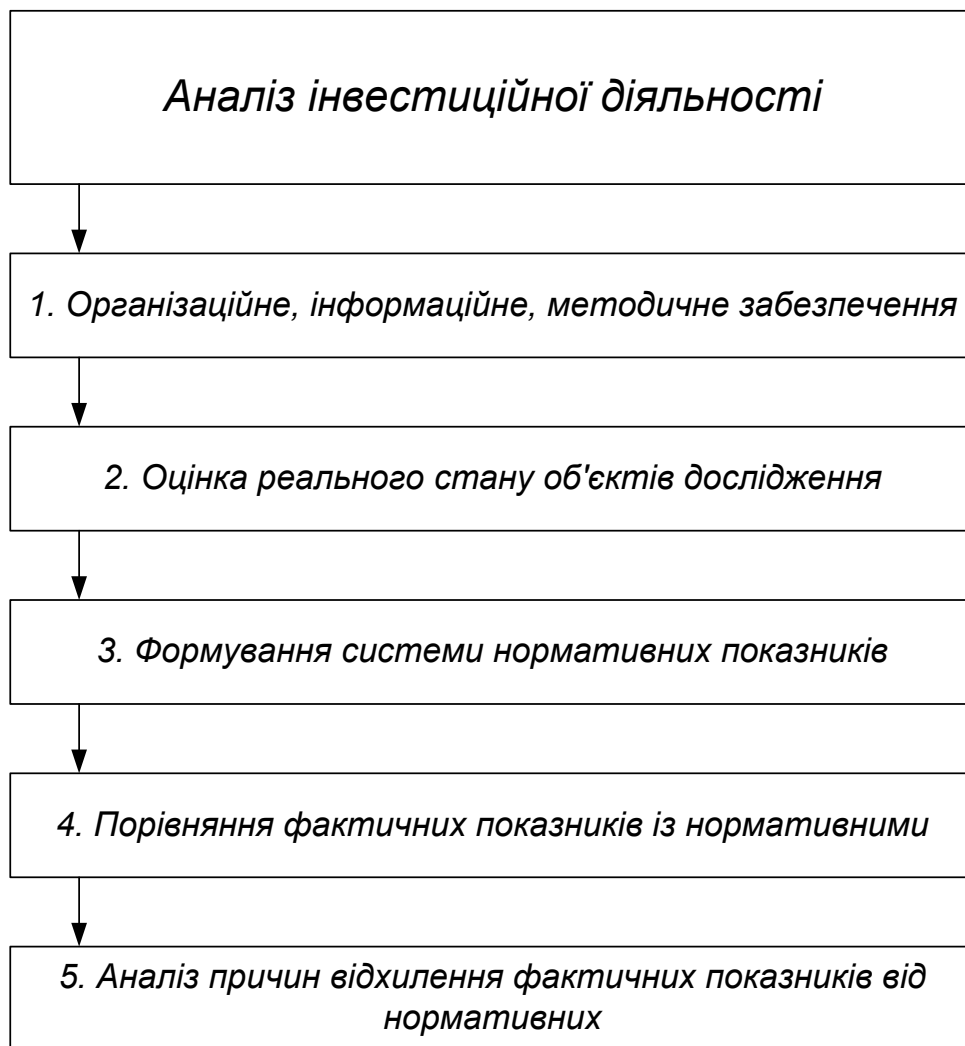 Аналіз інвестиційної діяльності
1. Організаційне, інформаційне, методичне забезпечення
2. Оцінка реального стану об'єктів дослідження
3. Формування системи нормативних показників
4. Порівняння фактичних показників із нормативними
5. Аналіз причин відхилення фактичних показників від
нормативних